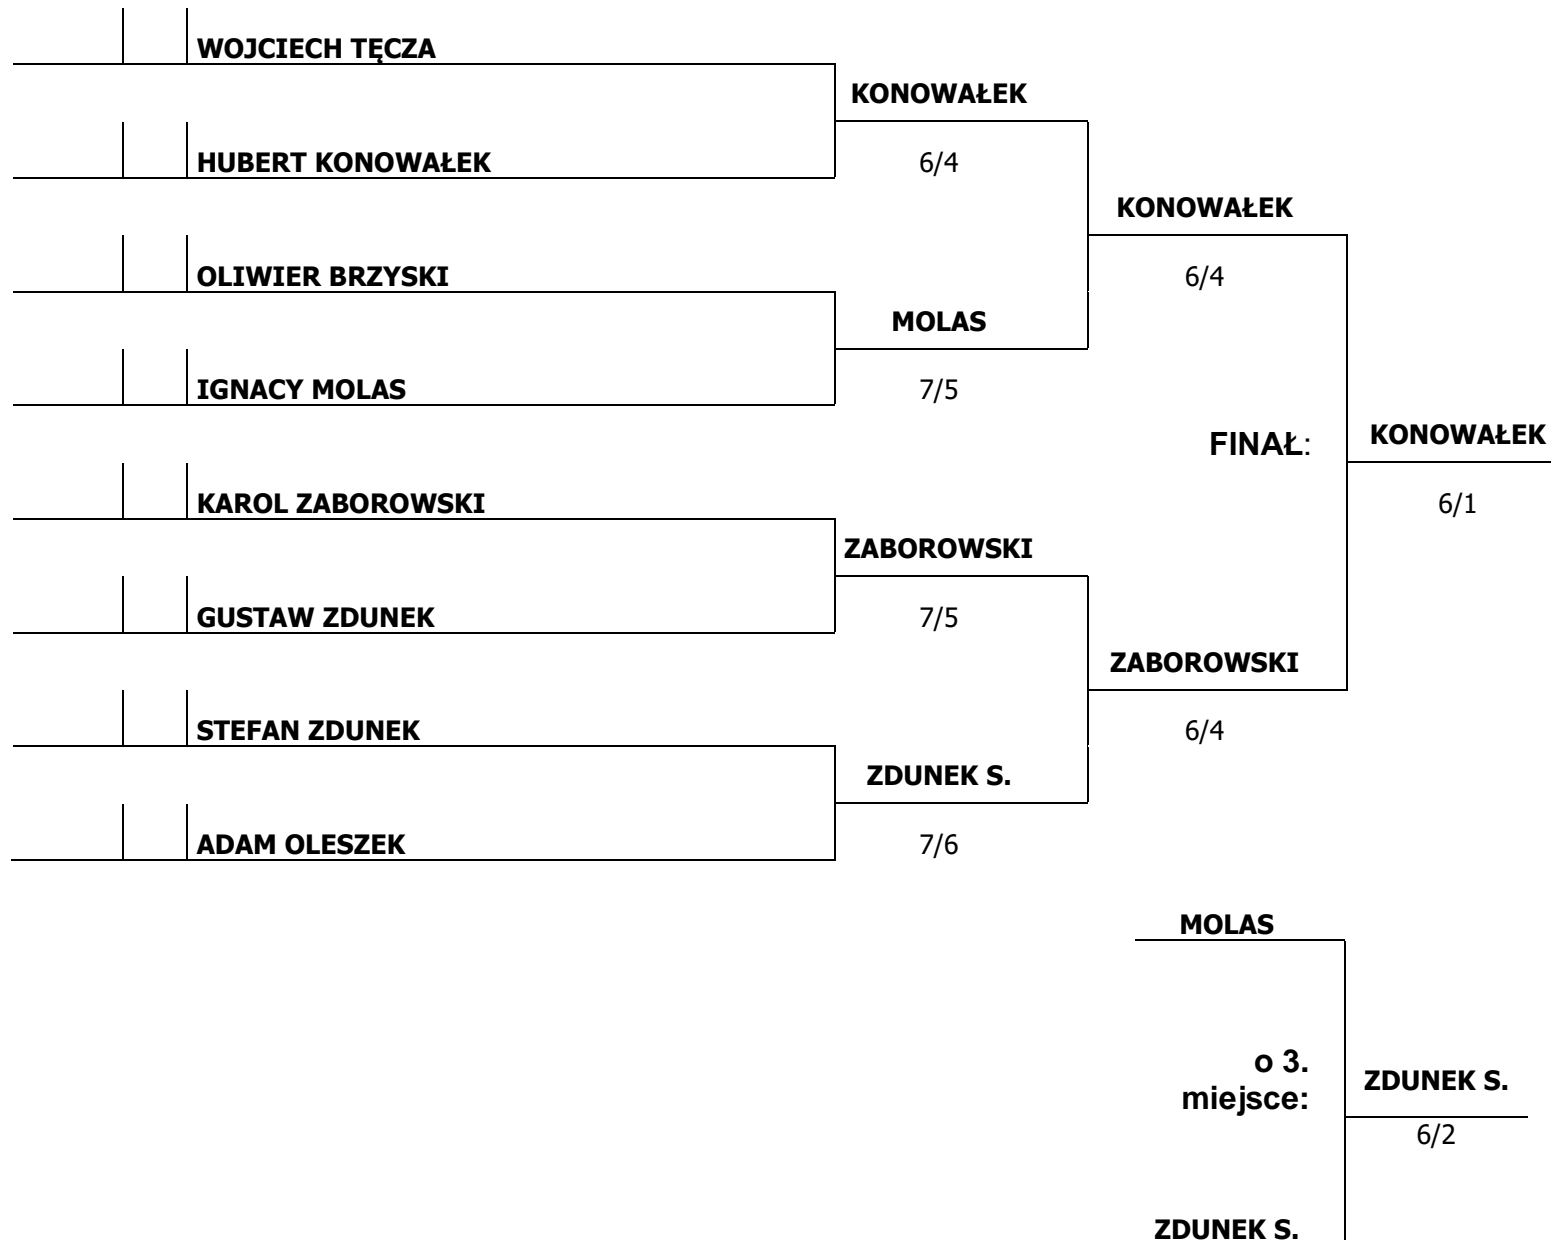 WOJCIECH TĘCZA
KONOWAŁEK
HUBERT KONOWAŁEK
6/4
KONOWAŁEK
OLIWIER BRZYSKI
6/4
MOLAS
IGNACY MOLAS
7/5
FINAŁ:
KONOWAŁEK
KAROL ZABOROWSKI
6/1
ZABOROWSKI
GUSTAW ZDUNEK
7/5
ZABOROWSKI
STEFAN ZDUNEK
6/4
ZDUNEK S.
ADAM OLESZEK
7/6
MOLAS
o 3.
miejsce:
ZDUNEK S.
6/2
ZDUNEK S.